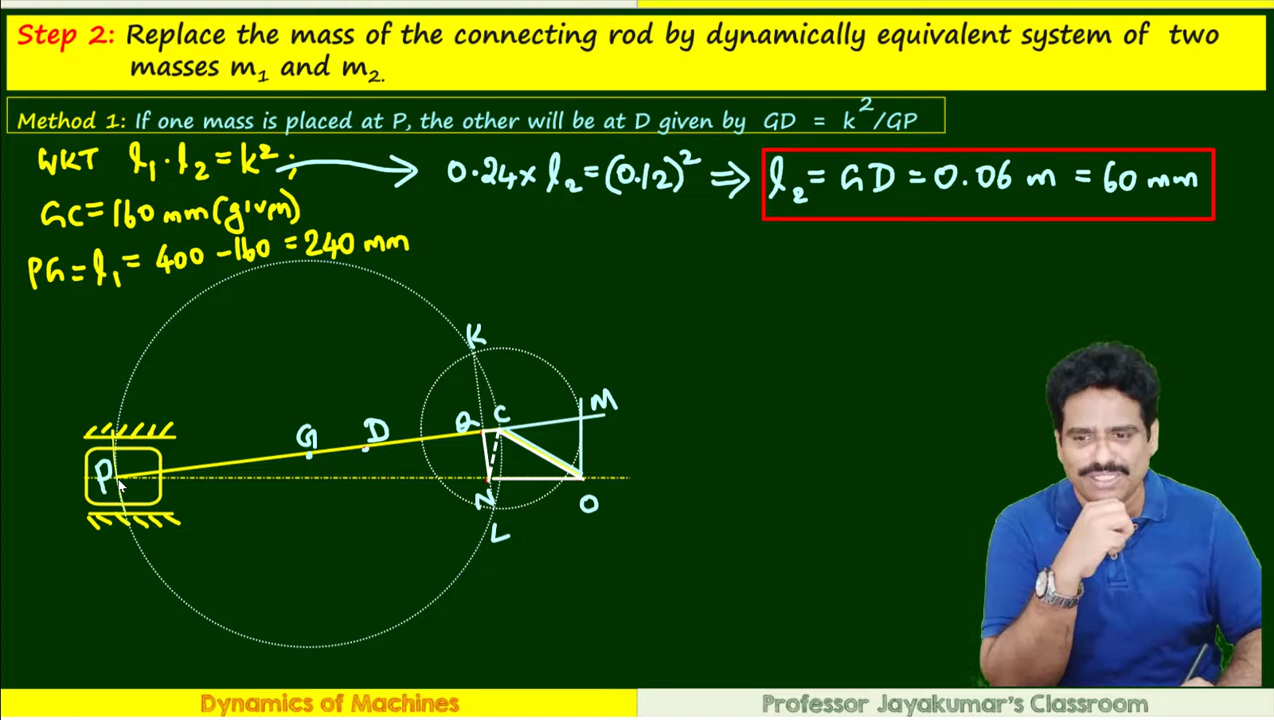 Step 2: Replace the mass of the connecting rod by dynamically equivalent system of two
masses m₁ and m₂.
Method 1: If one mass is placed at P, the other will be at D given by GD = k²/GP
WKT l₁ . l₂ = k² ;
0.24 x l₂ = (0.12)² ⇒ l₂ = GD = 0.06 m = 60 mm
GC = 160 mm (given)
PG = l₁ = 400 - 160 = 240 mm
K
M
G
D
Q
C
P
N
O
L
Dynamics of Machines
Professor Jayakumar's Classroom